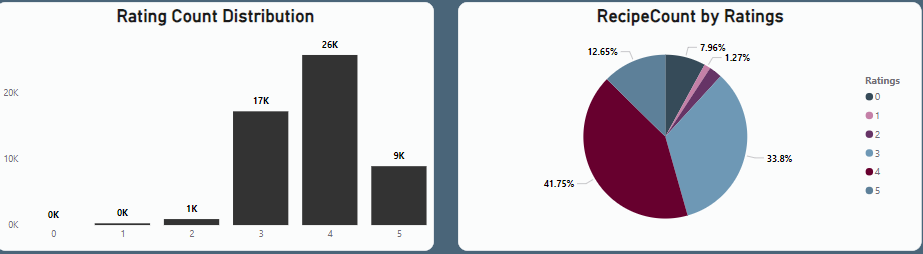 Rating Count Distribution
26K
20K
17K
10K
9K
1K
0K
0K
0K
0
1
2
3
4
5
RecipeCount by Ratings
7.96%
12.65%
1.27%
33.8%
41.75%
Ratings
0
1
2
3
4
5